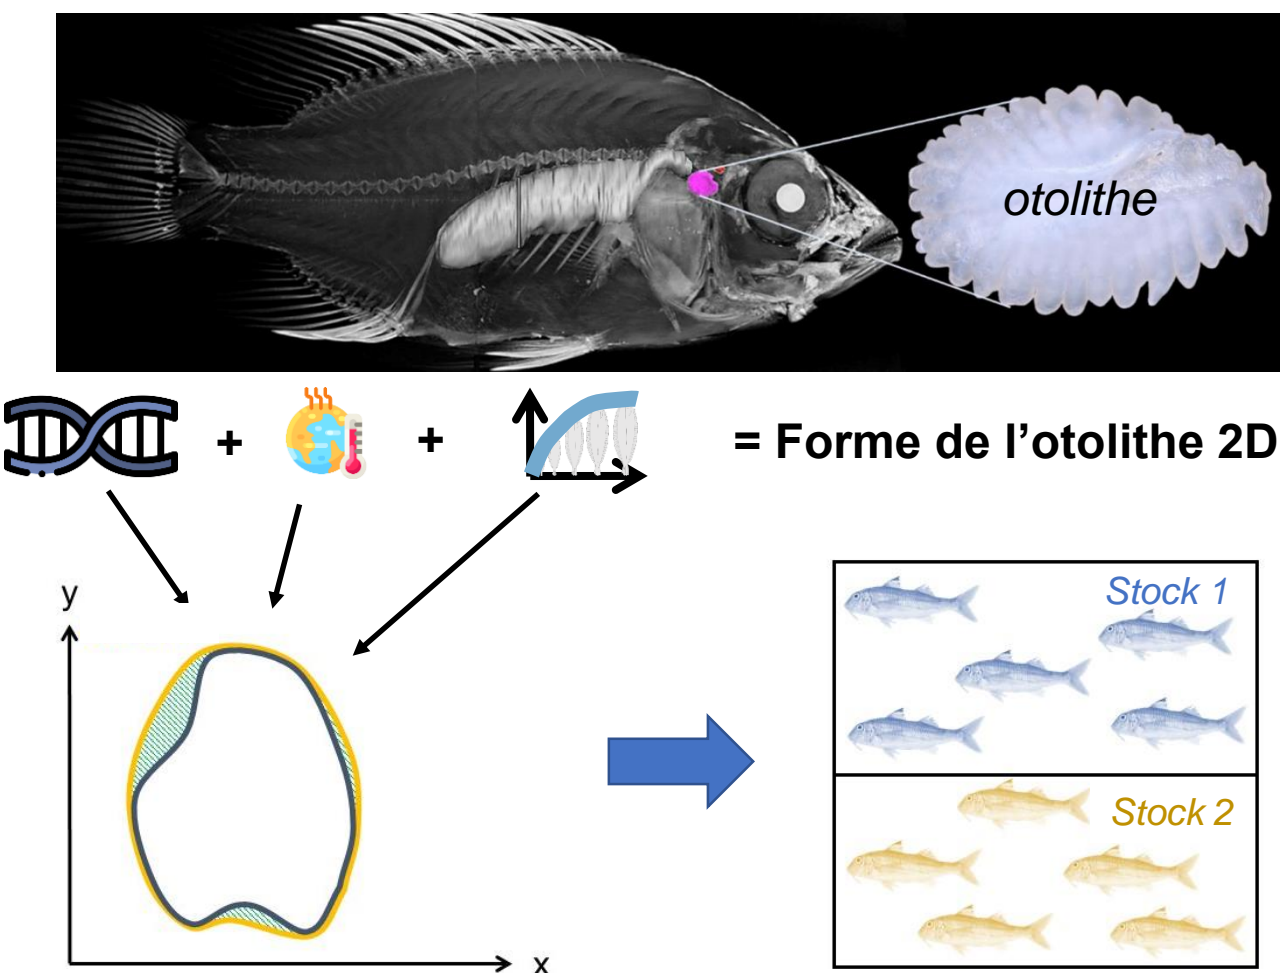 otolithe
+ + = Forme de l’otolithe 2D
y
x
Stock 1
Stock 2